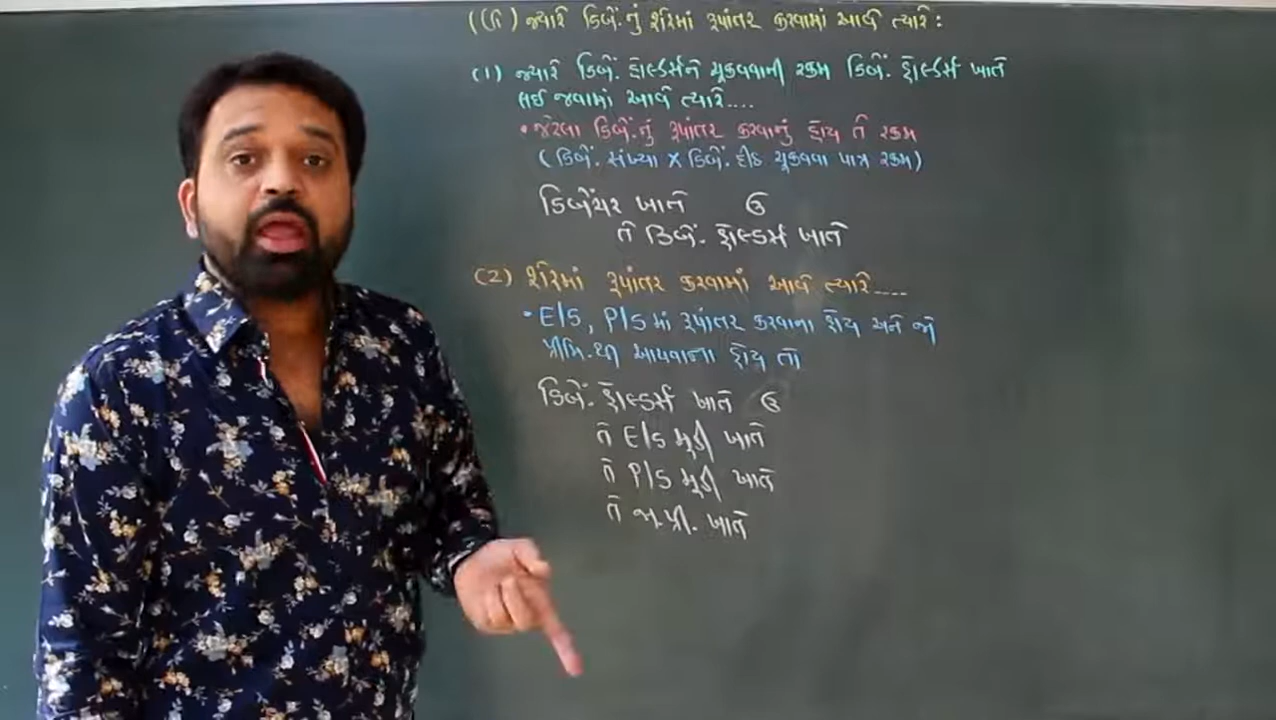 (G) જ્યારે ડિબેં.નું શેરમાં રૂપાંતર કરવામાં આવે ત્યારે:
(1) જ્યારે ડિબેં. હોલ્ડર્સને ચૂકવવાની રકમ ડિબેં. હોલ્ડર્સ ખાતે
લઈ જવામાં આવે ત્યારે....
• જેટલા ડિબેં.નું રૂપાંતર કરવાનું હોય તે રકમ
(ડિબેં. સંખ્યા X ડિબેં. દીઠ ચૂકવવા પાત્ર રકમ)
ડિબેંચર ખાતે ઉ
તે ડિબેં. હોલ્ડર્સ ખાતે
(2) શેરમાં રૂપાંતર કરવામાં આવે ત્યારે....
• E/S, P/S માં રૂપાંતર કરવાના હોય અને જો
પ્રીમિ.થી આપવાના હોય તો
ડિબેં. હોલ્ડર્સ ખાતે ઉ
તે E/S મૂડી ખાતે
તે P/S મૂડી ખાતે
તે જા.પ્રી. ખાતે